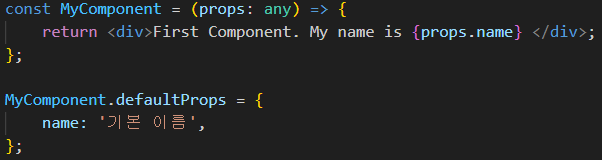 const MyComponent = (props: any) => {
    return <div>First Component. My name is {props.name} </div>;
};

MyComponent.defaultProps = {
    name: '기본 이름',
};